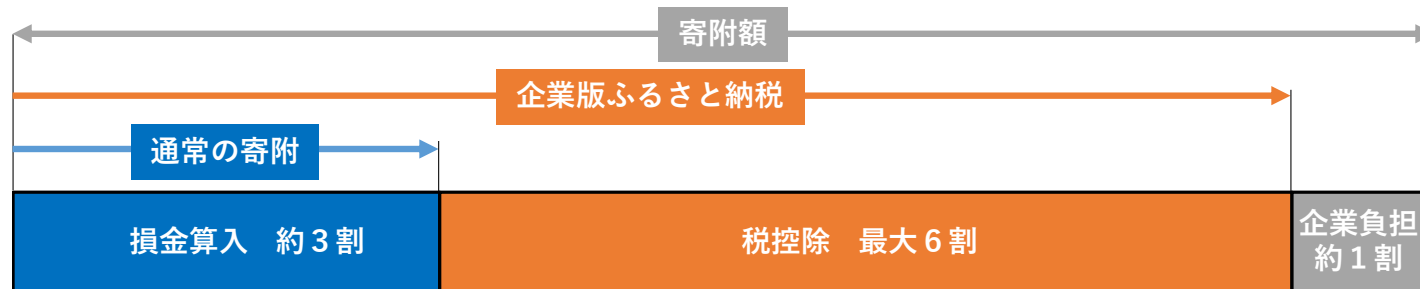 寄附額
企業版ふるさと納税
通常の寄附
損金算入　約３割
税控除　最大６割
企業負担
約１割